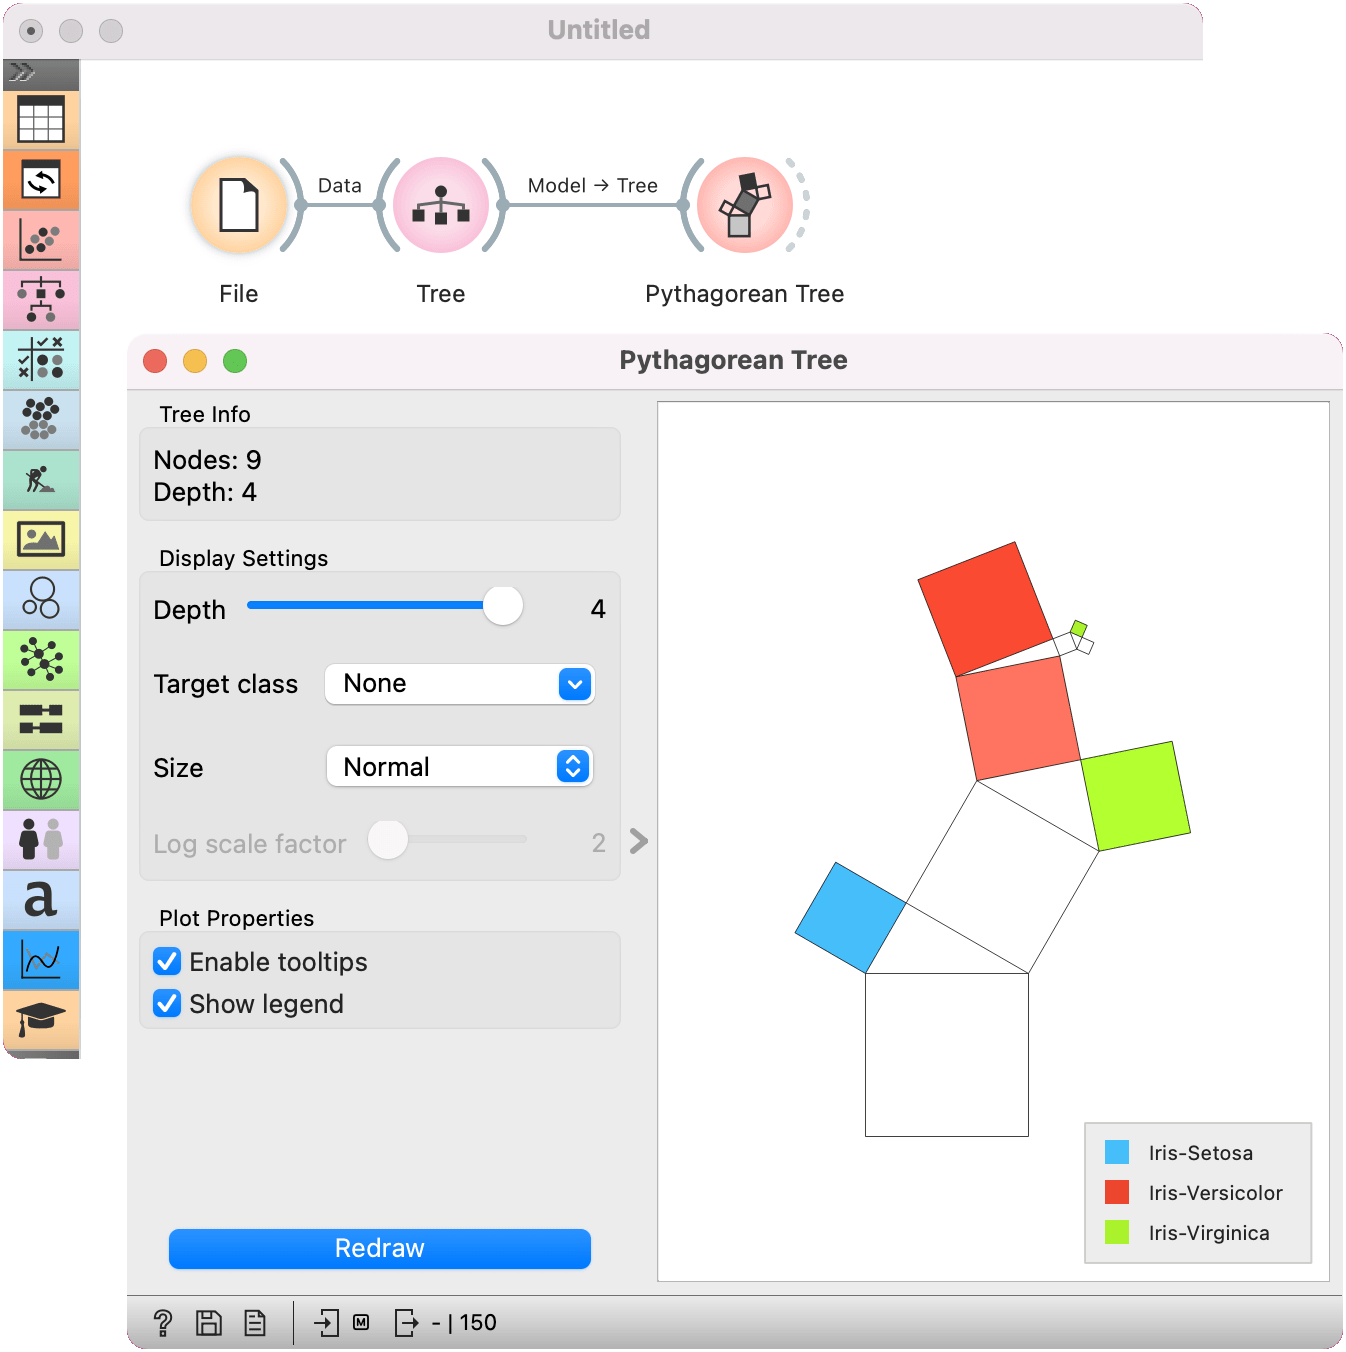 Untitled
Data
Model → Tree
File
Tree
Pythagorean Tree
Pythagorean Tree
Tree Info
Nodes: 9
Depth: 4
Display Settings
Depth 4
Target class None
Size Normal
Log scale factor 2
Plot Properties
Enable tooltips
Show legend
Iris-Setosa
Iris-Versicolor
Iris-Virginica
Redraw
? M - | 150
a